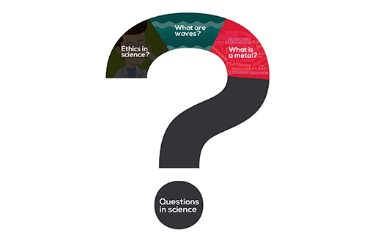 Ethics in
science?
What are
waves?
What is
a metal?
Questions
in science